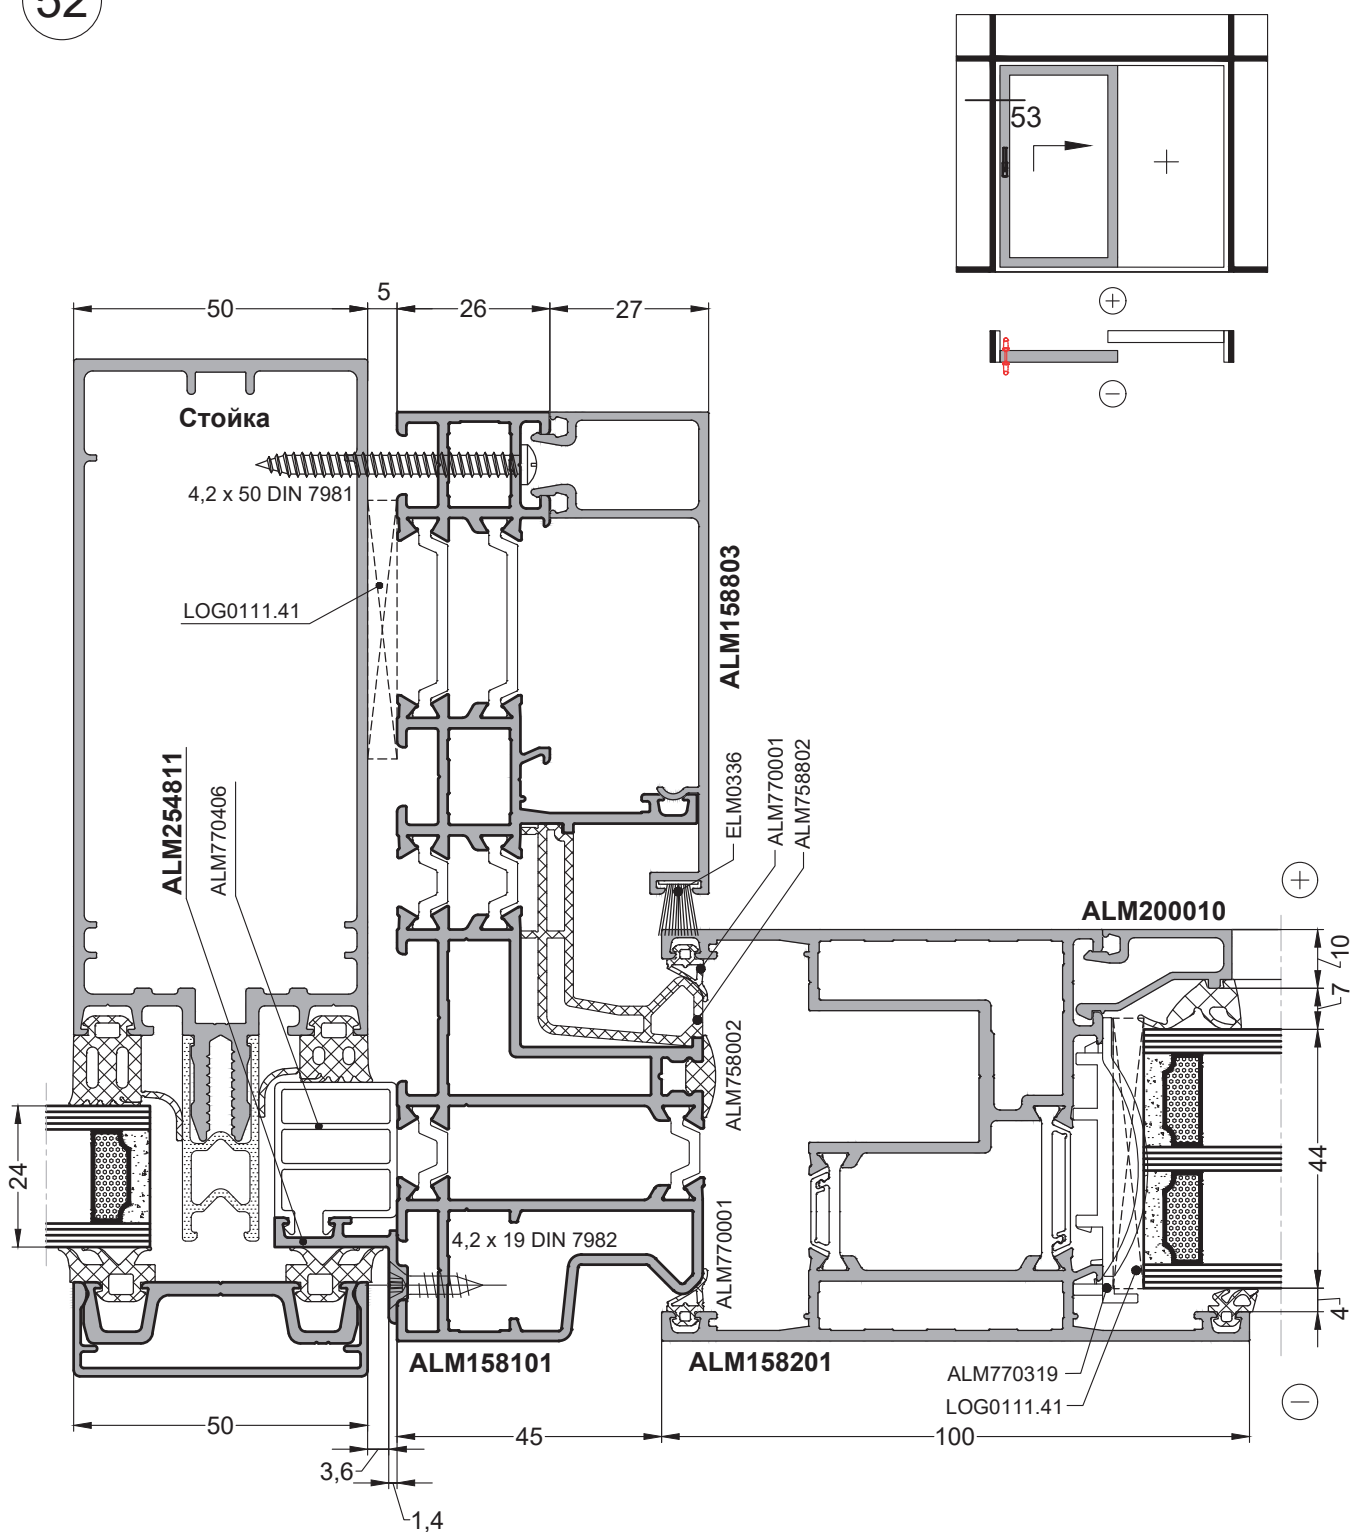 52
53
+
−
50
5
26
27
Стойка
4,2 x 50 DIN 7981
LOG0111.41
ALM158803
ALM254811
ALM770406
ELM0336
ALM770001
ALM758802
ALM200010
+
10
7
ALM758002
24
44
4,2 x 19 DIN 7982
ALM770001
4
ALM158101
ALM158201
ALM770319
LOG0111.41
−
50
45
100
3,6
1,4